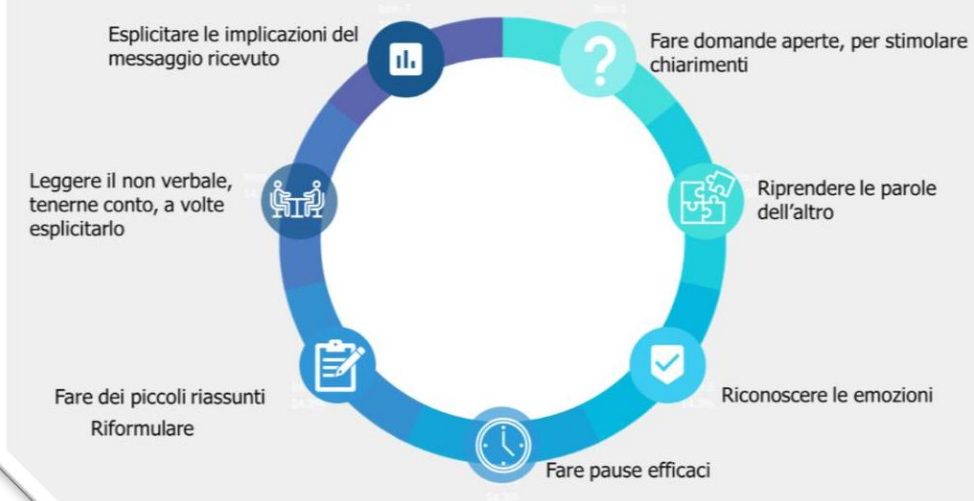 Esplicitare le implicazioni del
messaggio ricevuto
Fare domande aperte, per stimolare
chiarimenti
Leggere il non verbale,
tenerne conto, a volte
esplicitarlo
Riprendere le parole
dell'altro
Fare dei piccoli riassunti
Riformulare
Riconoscere le emozioni
Fare pause efficaci